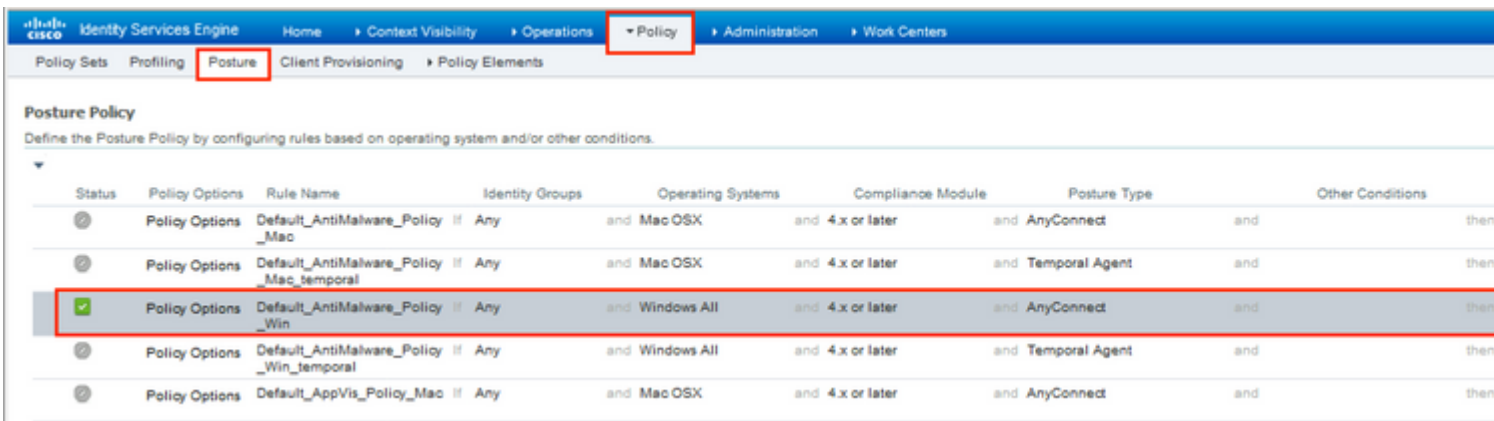 cisco Identity Services Engine Home Context Visibility Operations Policy Administration Work Centers
Policy Sets Profiling Posture Client Provisioning Policy Elements
Posture Policy
Define the Posture Policy by configuring rules based on operating system and/or other conditions.
Status Policy Options Rule Name Identity Groups Operating Systems Compliance Module Posture Type Other Conditions
Policy Options Default_AntiMalware_Policy If Any and Mac OSX and 4.x or later and AnyConnect and then
_Mac
Policy Options Default_AntiMalware_Policy If Any and Mac OSX and 4.x or later and Temporal Agent and then
_Mac_temporal
Policy Options Default_AntiMalware_Policy If Any and Windows All and 4.x or later and AnyConnect and then
_Win
Policy Options Default_AntiMalware_Policy If Any and Windows All and 4.x or later and Temporal Agent and then
_Win_temporal
Policy Options Default_AppVis_Policy_Mac If Any and Mac OSX and 4.x or later and AnyConnect and then